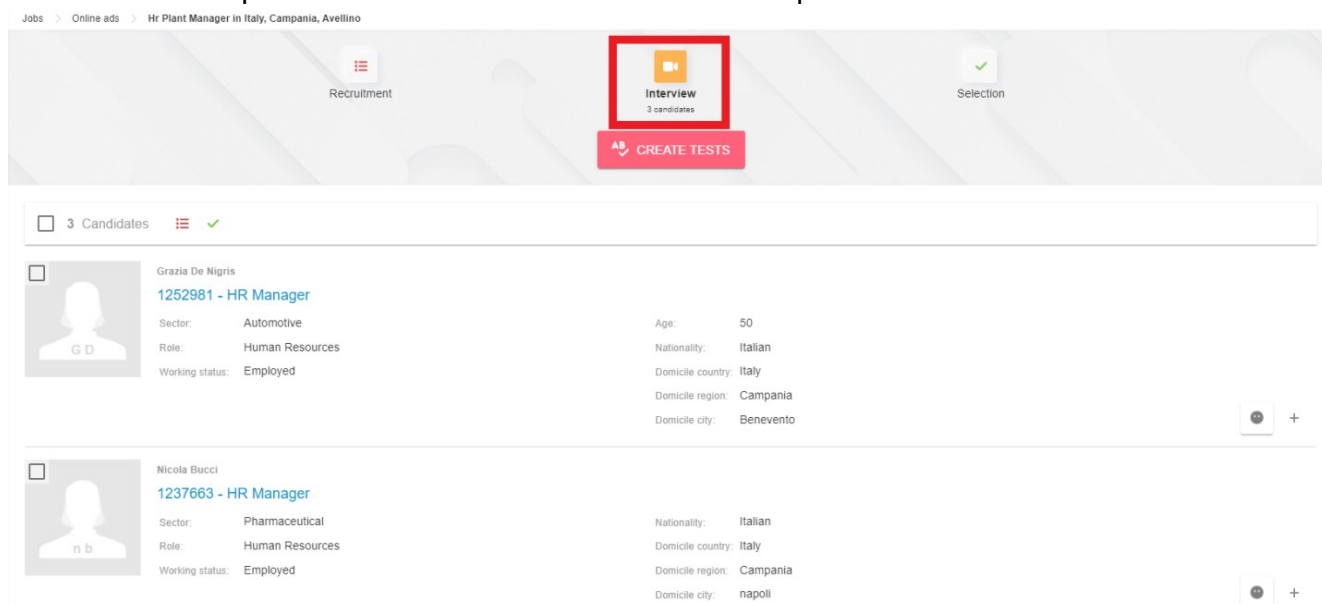 Jobs > Online ads > Hr Plant Manager in Italy, Campania, Avellino
Recruitment
Interview
3 candidates
Selection
CREATE TESTS
3 Candidates
Grazia De Nigris
1252981 - HR Manager
Sector: Automotive
Role: Human Resources
Working status: Employed
Age: 50
Nationality: Italian
Domicile country: Italy
Domicile region: Campania
Domicile city: Benevento
G D
Nicola Bucci
1237663 - HR Manager
Sector: Pharmaceutical
Role: Human Resources
Working status: Employed
Nationality: Italian
Domicile country: Italy
Domicile region: Campania
Domicile city: napoli
n b